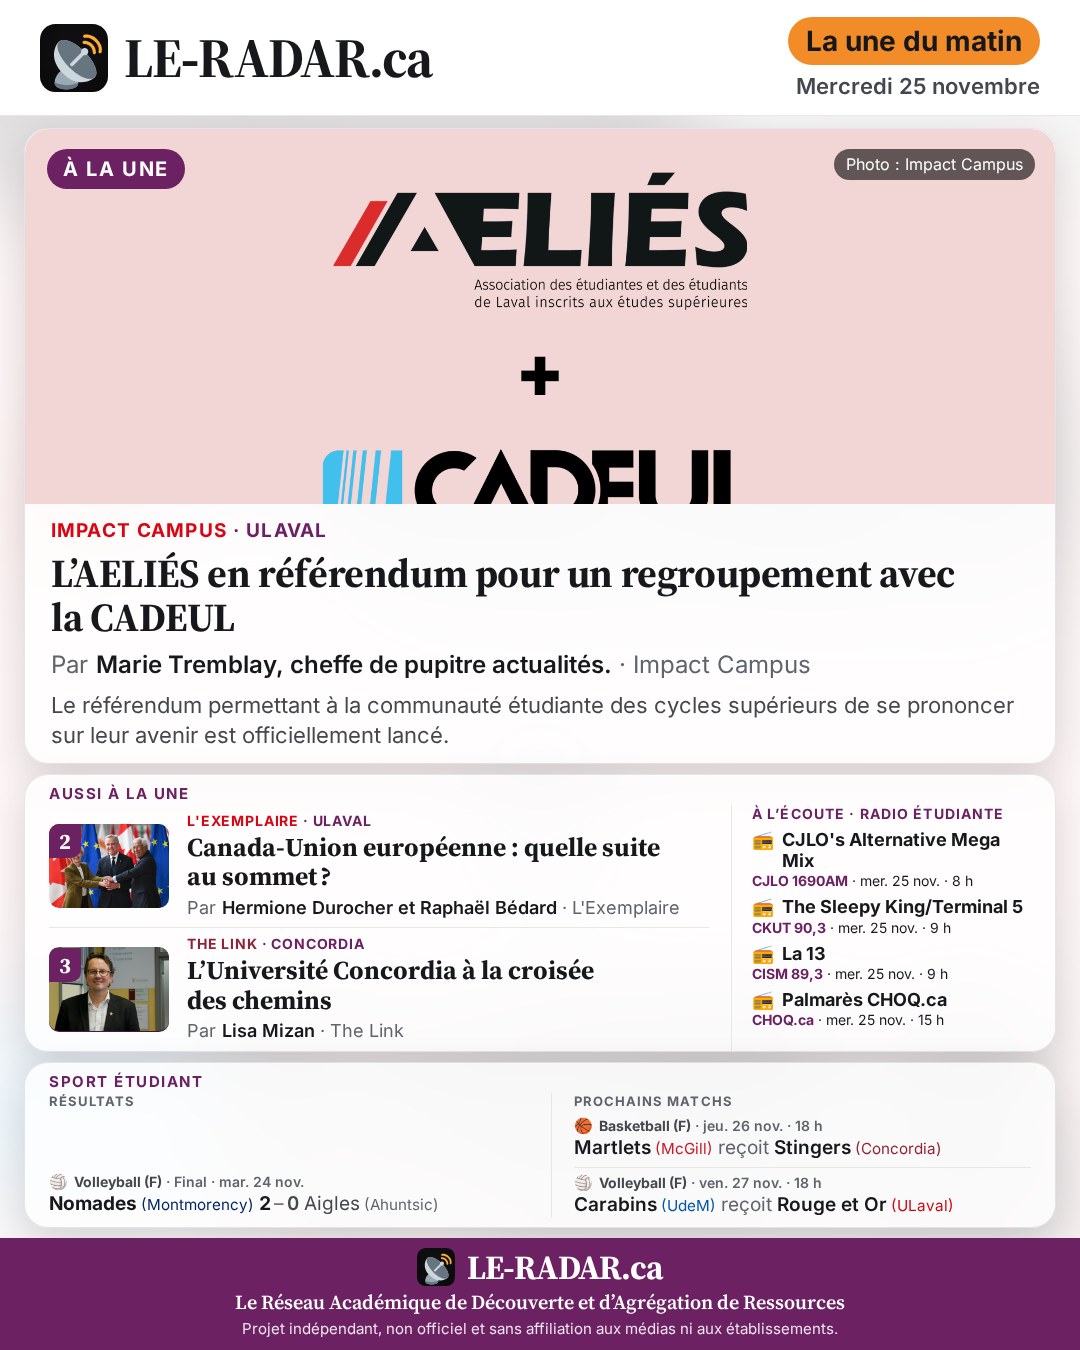 LE-RADAR.ca
La une du matin
Mercredi 25 novembre
À LA UNE
Photo : Impact Campus
AELIÉS
Association des étudiantes et des étudiants
de Laval inscrits aux études supérieures
+
CADEUL
IMPACT CAMPUS · ULAVAL
L’AELIÉS en référendum pour un regroupement avec
la CADEUL
Par Marie Tremblay, cheffe de pupitre actualités. · Impact Campus
Le référendum permettant à la communauté étudiante des cycles supérieurs de se prononcer
sur leur avenir est officiellement lancé.
AUSSI À LA UNE
2
L'EXEMPLAIRE · ULAVAL
Canada-Union européenne : quelle suite
au sommet ?
Par Hermione Durocher et Raphaël Bédard · L'Exemplaire
3
THE LINK · CONCORDIA
L’Université Concordia à la croisée
des chemins
Par Lisa Mizan · The Link
À L’ÉCOUTE · RADIO ÉTUDIANTE
CJLO's Alternative Mega
Mix
CJLO 1690AM · mer. 25 nov. · 8 h
The Sleepy King/Terminal 5
CKUT 90,3 · mer. 25 nov. · 9 h
La 13
CISM 89,3 · mer. 25 nov. · 9 h
Palmarès CHOQ.ca
CHOQ.ca · mer. 25 nov. · 15 h
SPORT ÉTUDIANT
RÉSULTATS
Volleyball (F) · Final · mar. 24 nov.
Nomades (Montmorency) 2 – 0 Aigles (Ahuntsic)
PROCHAINS MATCHS
Basketball (F) · jeu. 26 nov. · 18 h
Martlets (McGill) reçoit Stingers (Concordia)
Volleyball (F) · ven. 27 nov. · 18 h
Carabins (UdeM) reçoit Rouge et Or (ULaval)
LE-RADAR.ca
Le Réseau Académique de Découverte et d’Agrégation de Ressources
Projet indépendant, non officiel et sans affiliation aux médias ni aux établissements.